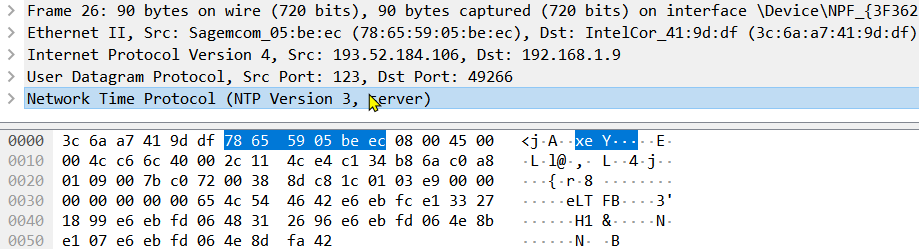 Frame 26: 90 bytes on wire (720 bits), 90 bytes captured (720 bits) on interface \Device\NPF_{3F362
Ethernet II, Src: Sagemcom_05:be:ec (78:65:59:05:be:ec), Dst: IntelCor_41:9d:df (3c:6a:a7:41:9d:df)
Internet Protocol Version 4, Src: 193.52.184.106, Dst: 192.168.1.9
User Datagram Protocol, Src Port: 123, Dst Port: 49266
Network Time Protocol (NTP Version 3, server)
0000 3c 6a a7 41 9d df 78 65 59 05 be ec 08 00 45 00 <jA··xe Y·····E·
0010 00 4c c6 6c 40 00 2c 11 4c e4 c1 34 b8 6a c0 a8 ·L·l@·,· L··4·j··
0020 01 09 00 7b c0 72 00 38 8d c8 1c 01 03 e9 00 00 ···{·r·8 ········
0030 00 00 00 00 00 65 4c 54 46 42 e6 eb fc e1 33 27 ·····eLT FB····3'
0040 18 99 e6 eb fd 06 48 31 26 96 e6 eb fd 06 4e 8b ······H1 &·····N·
e1 07 e6 eb fd 06 4e 8d fa 42 ······N· ·B